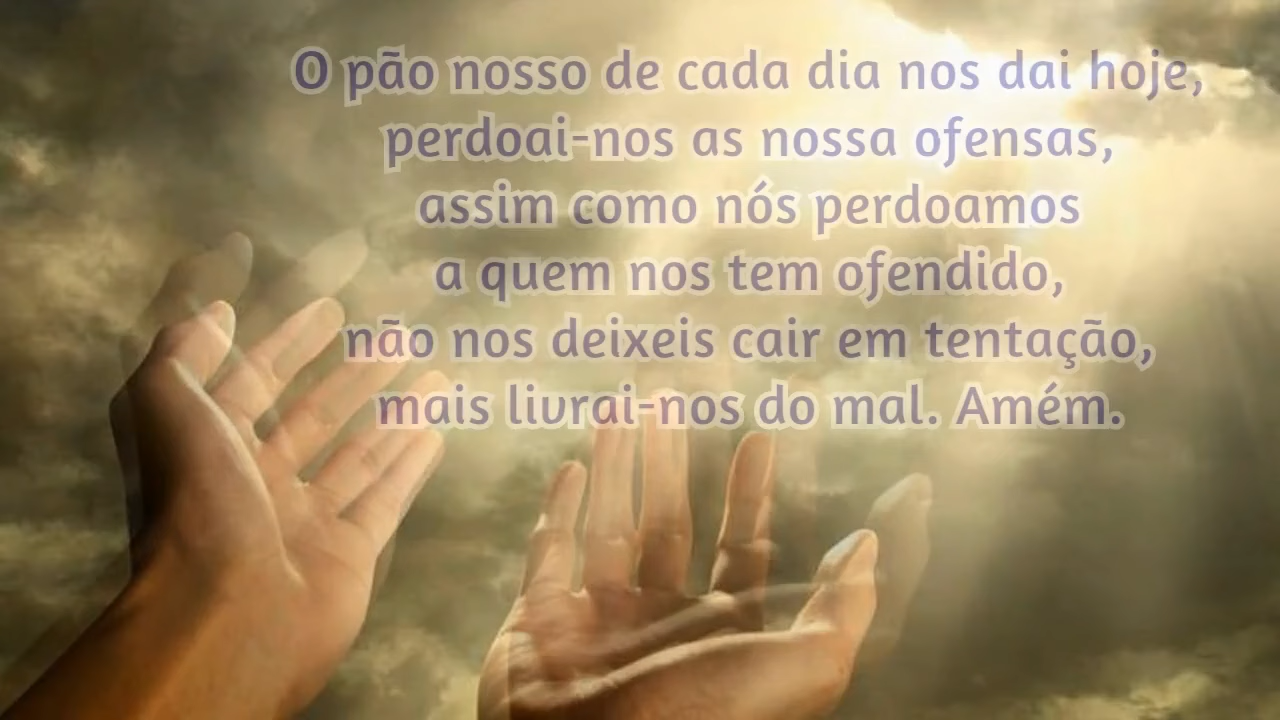 O pão nosso de cada dia nos dai hoje,
perdoai-nos as nossa ofensas,
assim como nós perdoamos
a quem nos tem ofendido,
não nos deixeis cair em tentação,
mais livrai-nos do mal. Amém.